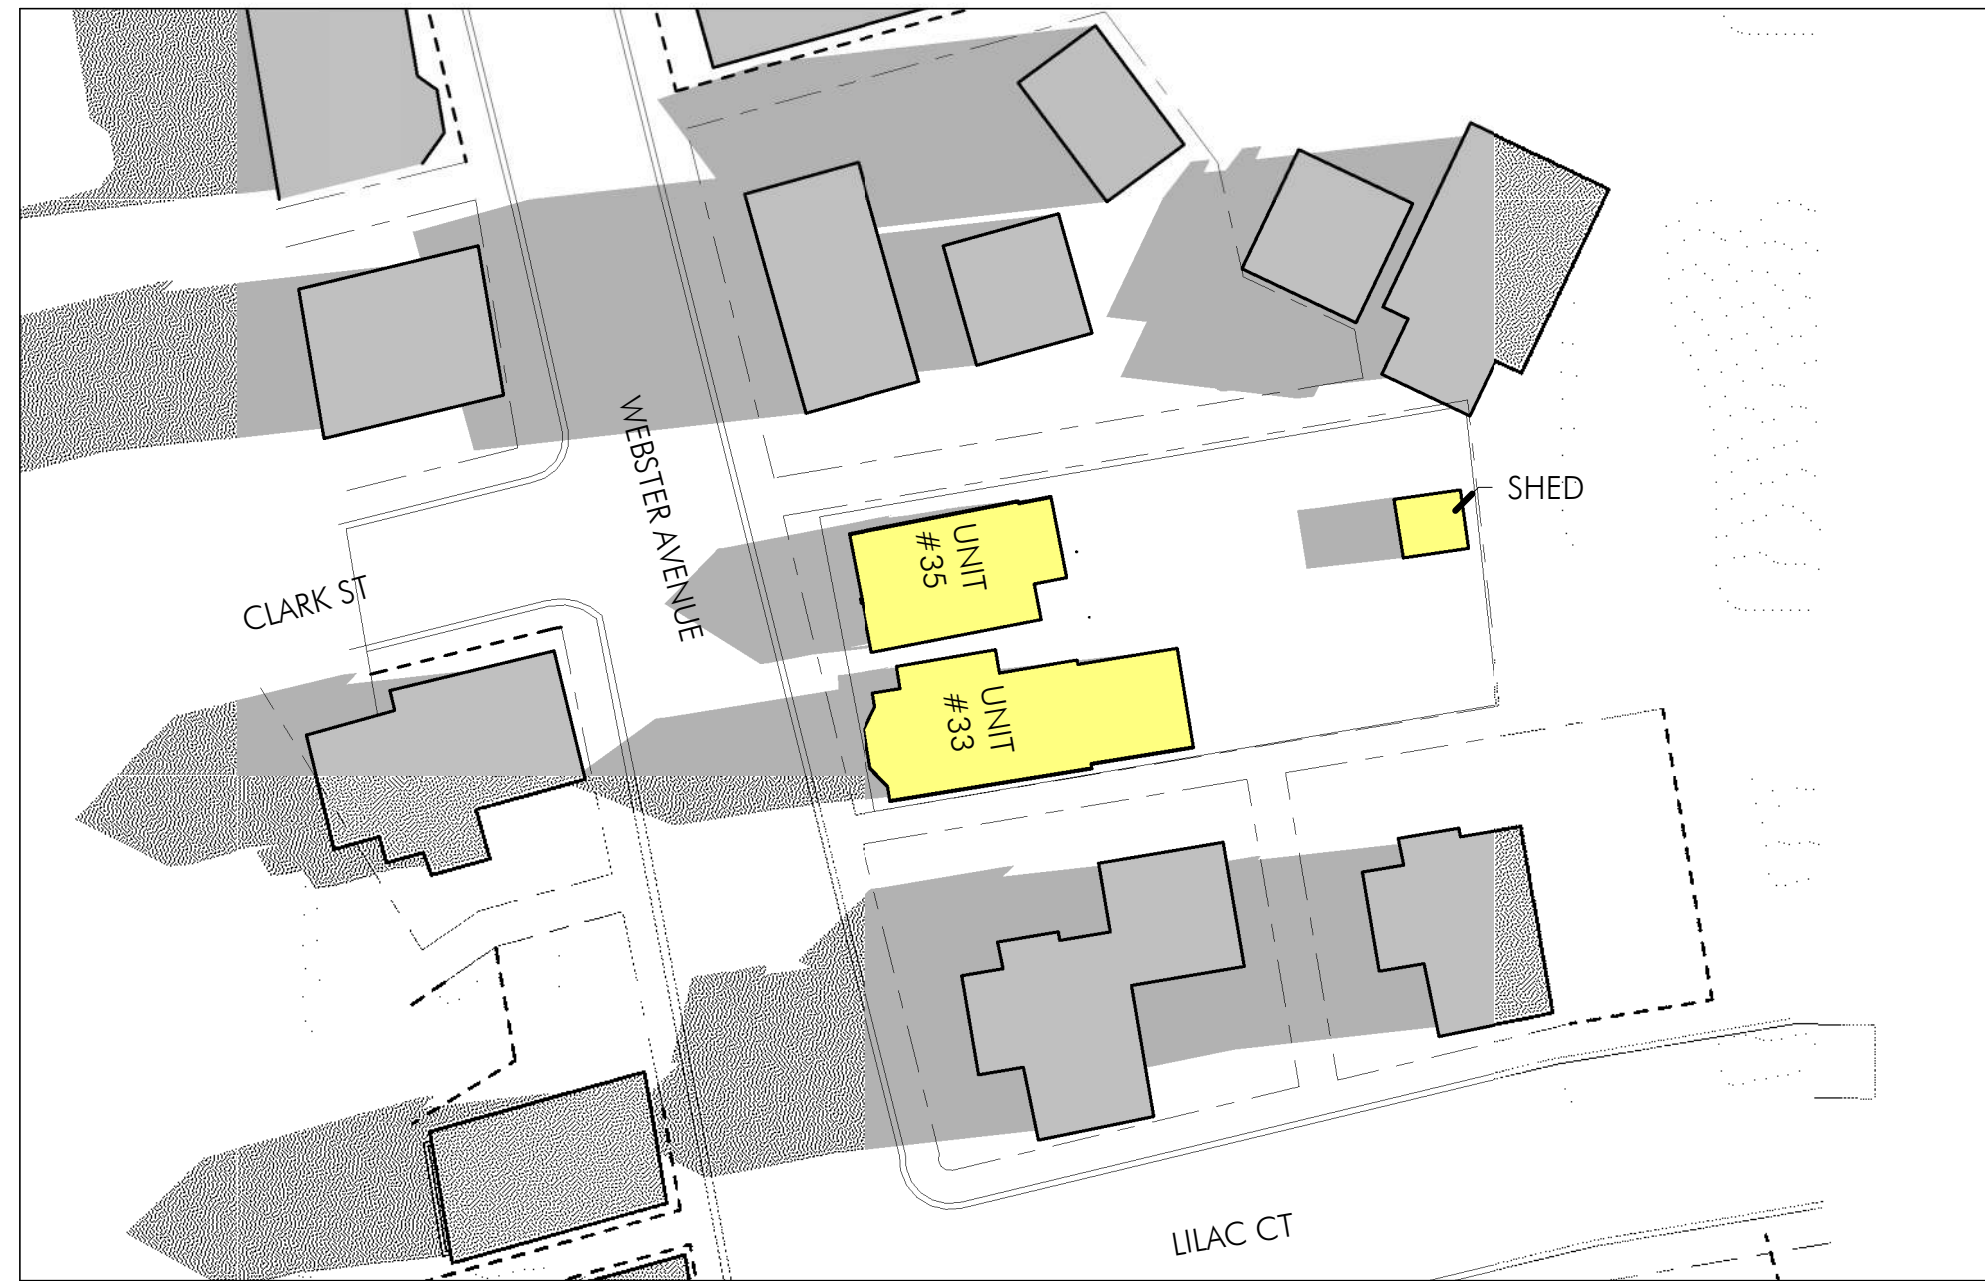 WEBSTER AVENUE
SHED
UNIT
#35
CLARK ST
UNIT
#33
LILAC CT